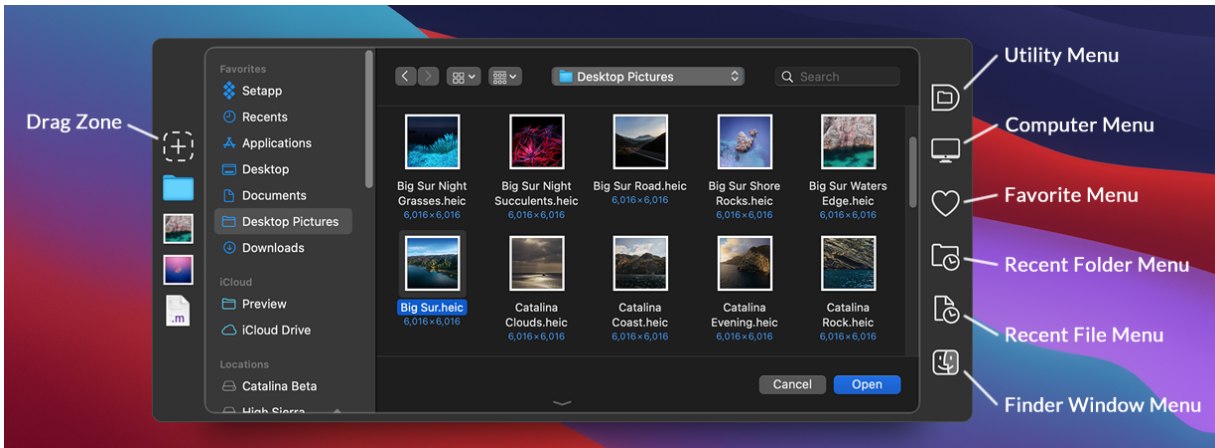 Drag Zone
Favorites
Setapp
Recents
Applications
Desktop
Documents
Desktop Pictures
Downloads
iCloud
Preview
iCloud Drive
Locations
Catalina Beta
High Sierra
Desktop Pictures
Search
Big Sur Night
Grasses.heic
6,016×6,016
Big Sur Night
Succulents.heic
6,016×6,016
Big Sur Road.heic
6,016×6,016
Big Sur Shore
Rocks.heic
6,016×6,016
Big Sur Waters
Edge.heic
6,016×6,016
Big Sur.heic
6,016×6,016
Catalina
Clouds.heic
6,016×6,016
Catalina
Coast.heic
6,016×6,016
Catalina
Evening.heic
6,016×6,016
Catalina
Rock.heic
6,016×6,016
Cancel
Open
.m
Utility Menu
Computer Menu
Favorite Menu
Recent Folder Menu
Recent File Menu
Finder Window Menu